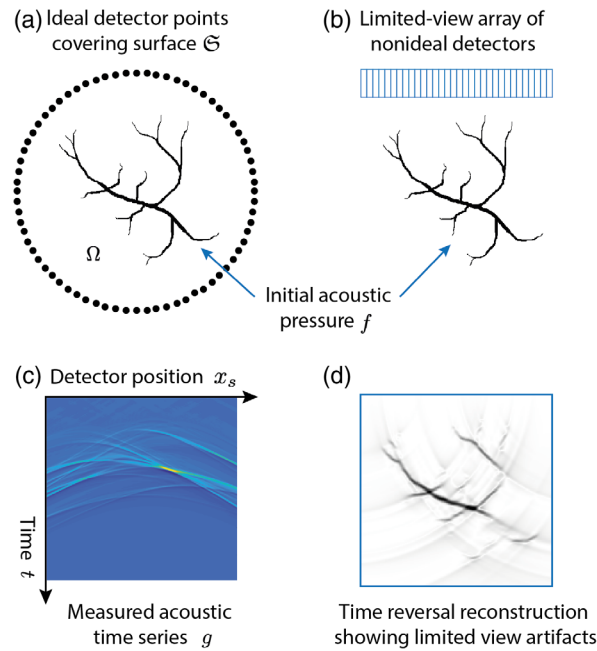 (a) Ideal detector points
covering surface 𝔖
(b) Limited-view array of
nonideal detectors
Ω
Initial acoustic
pressure f
(c) Detector position x_s
Time t
Measured acoustic
time series g
(d)
Time reversal reconstruction
showing limited view artifacts